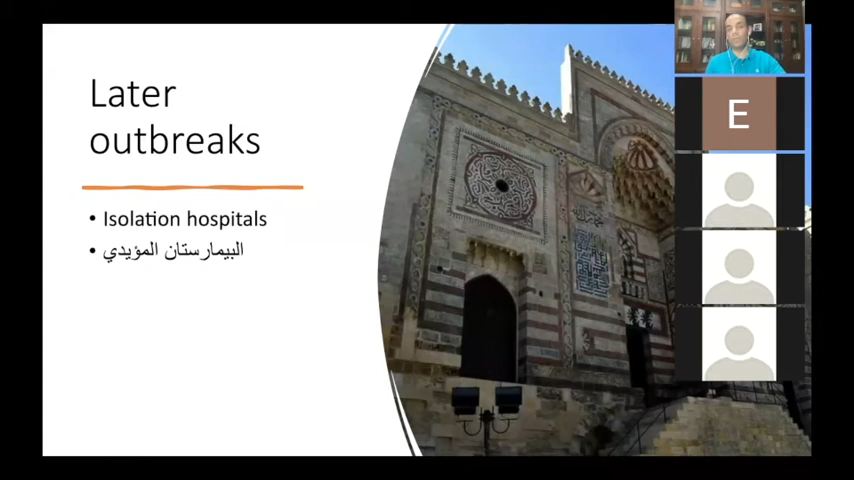 Later
outbreaks
• Isolation hospitals
• البيمارستان المؤيدي
E